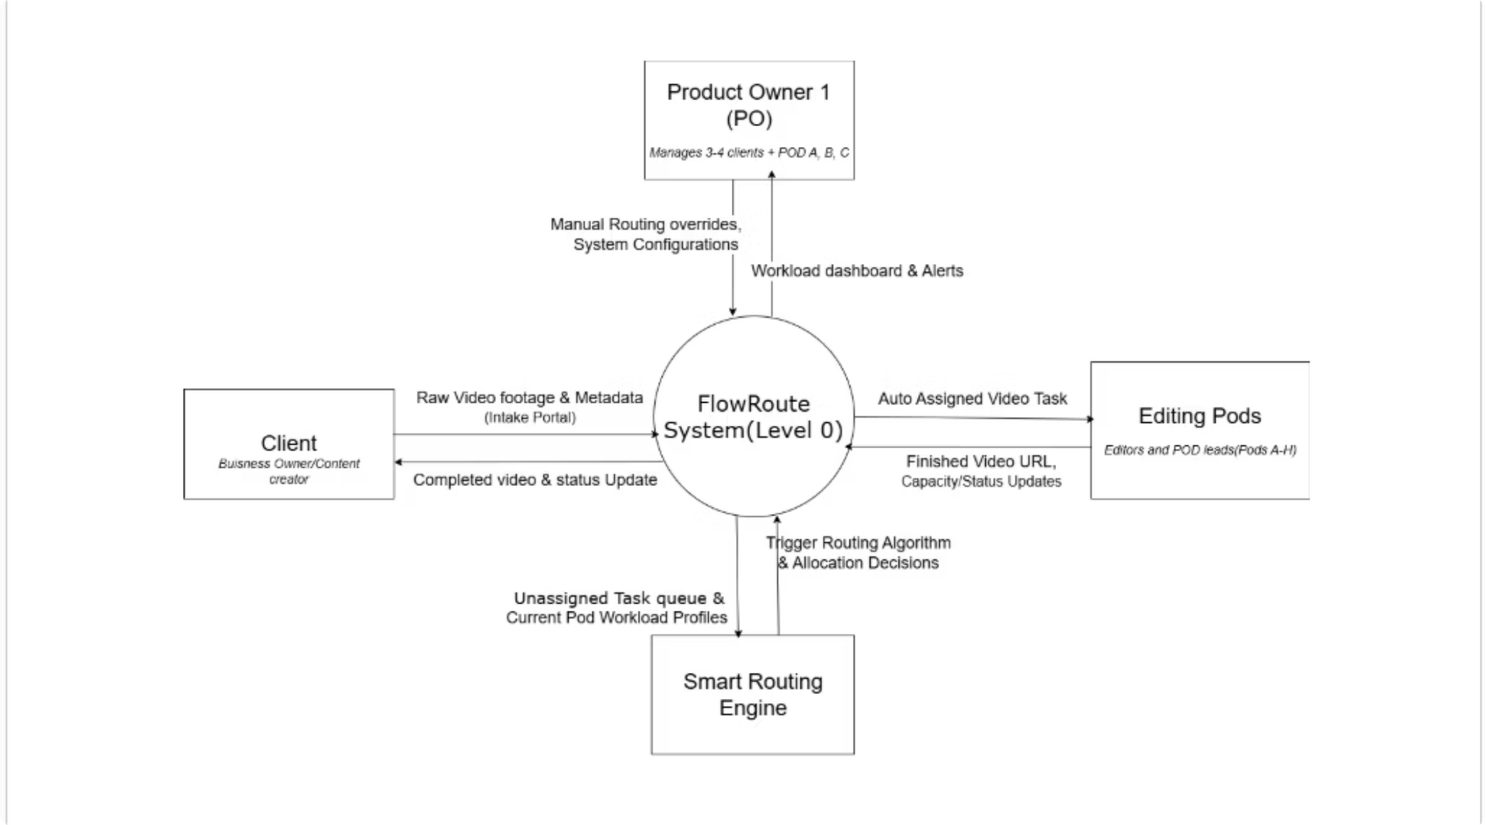 Product Owner 1
(PO)
Manages 3-4 clients + POD A, B, C
Manual Routing overrides,
System Configurations
Workload dashboard & Alerts
Raw Video footage & Metadata
(Intake Portal)
FlowRoute
System(Level 0)
Auto Assigned Video Task
Editing Pods
Editors and POD leads(Pods A-H)
Client
Buisness Owner/Content
creator
Completed video & status Update
Finished Video URL,
Capacity/Status Updates
Trigger Routing Algorithm
& Allocation Decisions
Unassigned Task queue &
Current Pod Workload Profiles
Smart Routing
Engine